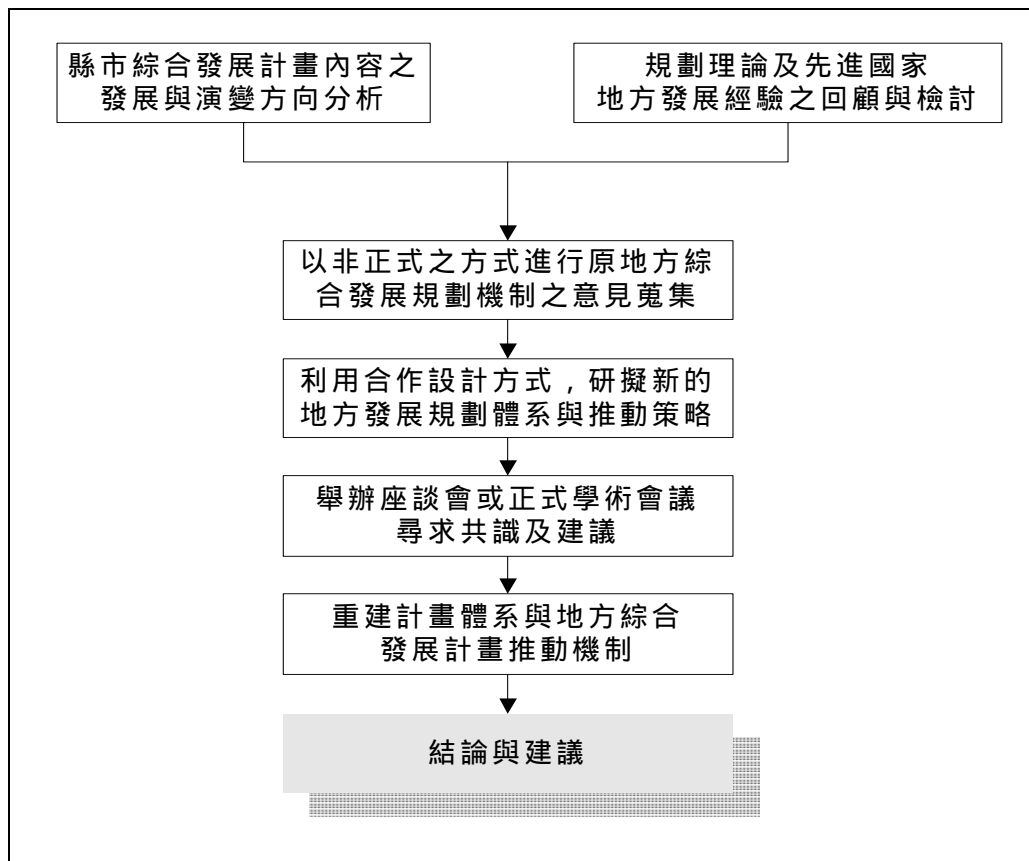 縣市綜合發展計畫內容之
發展與演變方向分析
規劃理論及先進國家
地方發展經驗之回顧與檢討
以非正式之方式進行原地方綜
合發展規劃機制之意見蒐集
利用合作設計方式，研擬新的
地方發展規劃體系與推動策略
舉辦座談會或正式學術會議
尋求共識及建議
重建計畫體系與地方綜合
發展計畫推動機制
結論與建議